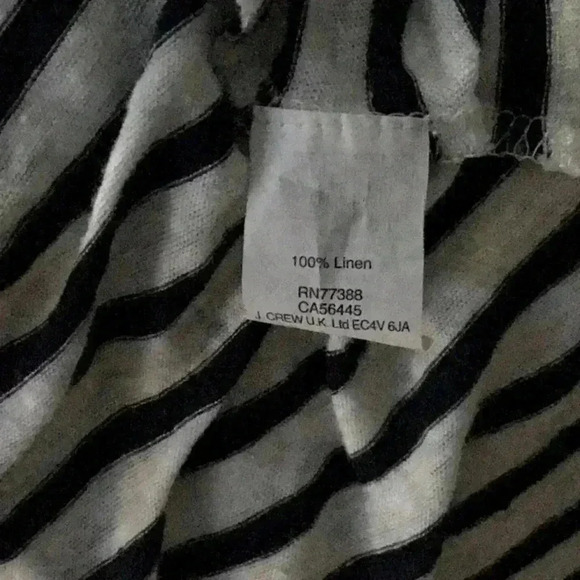 100% Linen
RN77388
CA56445
J. CREW U.K. Ltd EC4V 6JA